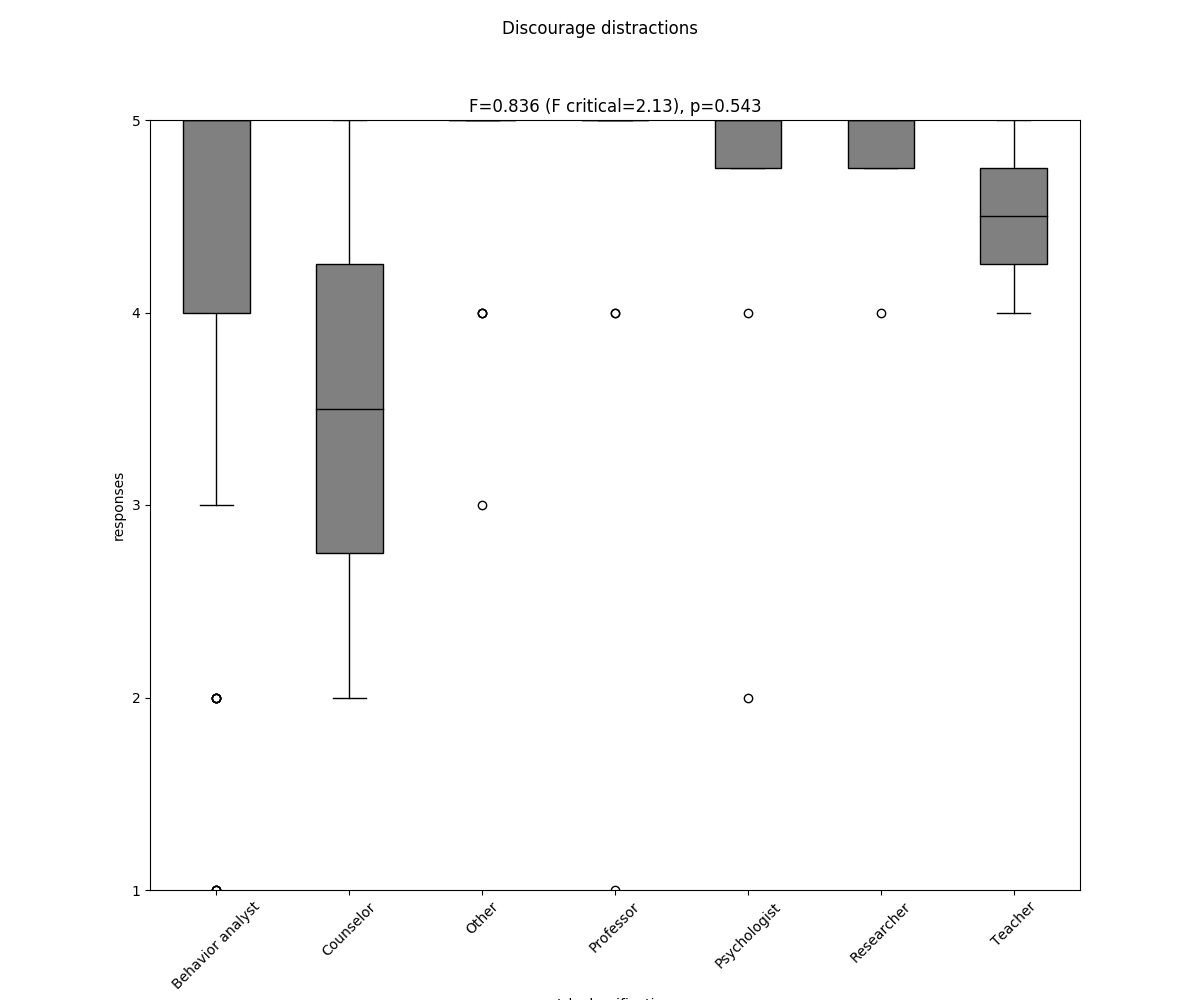 Discourage distractions
F=0.836 (F critical=2.13), p=0.543
5
4
3
2
1
responses
Behavior analyst
Counselor
Other
Professor
Psychologist
Researcher
Teacher